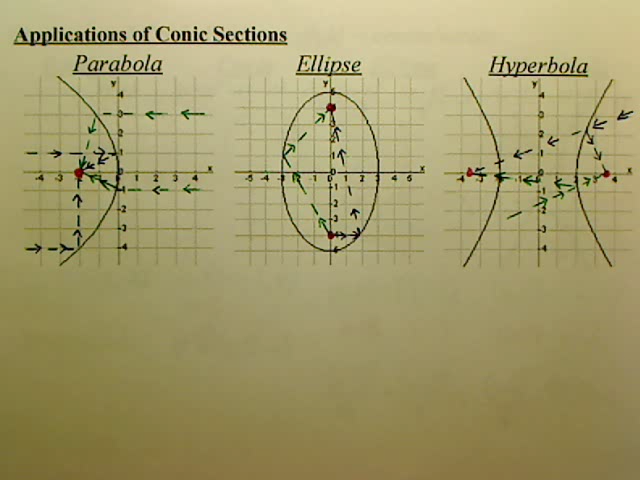 Applications of Conic Sections
Parabola
Ellipse
Hyperbola